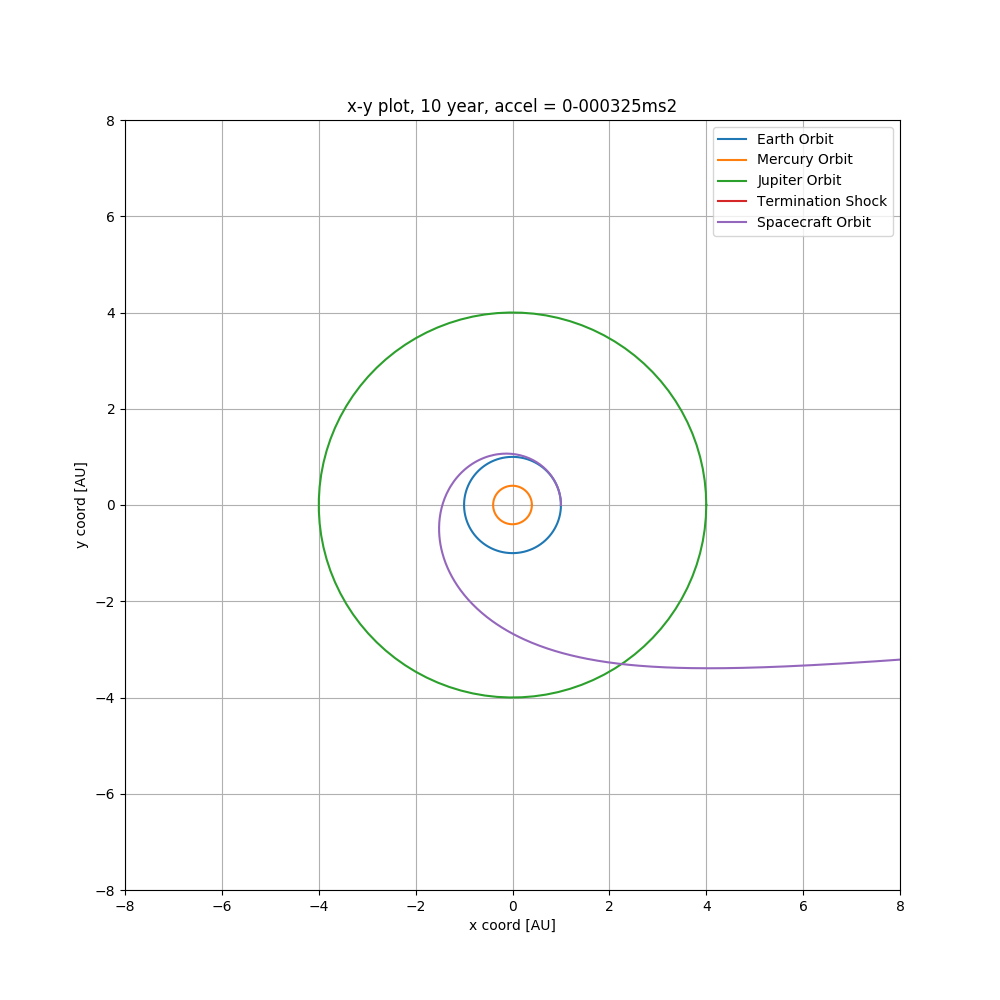 x-y plot, 10 year, accel = 0-000325ms2
Earth Orbit
Mercury Orbit
Jupiter Orbit
Termination Shock
Spacecraft Orbit
8
6
4
2
0
−2
−4
−6
−8
y coord [AU]
−8 −6 −4 −2 0 2 4 6 8
x coord [AU]